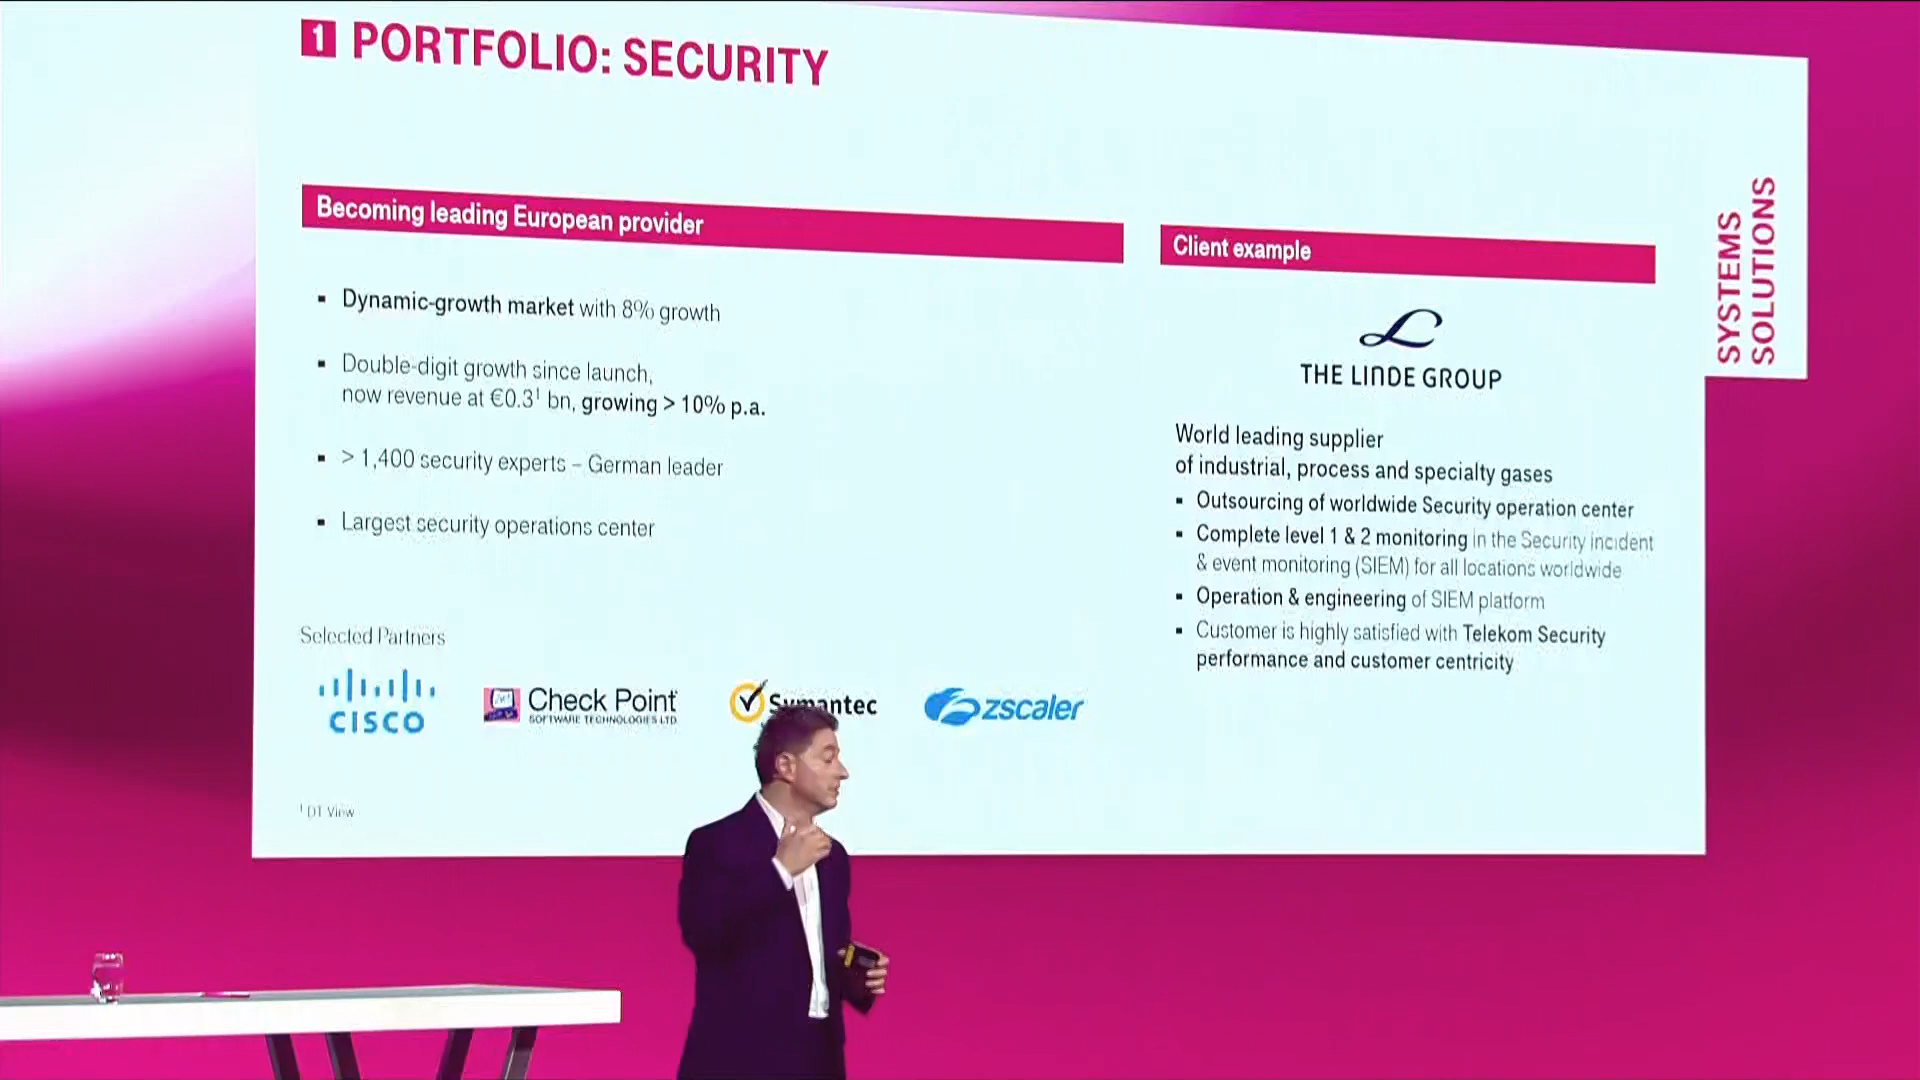 1 PORTFOLIO: SECURITY
Becoming leading European provider
▪ Dynamic-growth market with 8% growth
▪ Double-digit growth since launch,
now revenue at €0.3¹ bn, growing > 10% p.a.
▪ > 1,400 security experts – German leader
▪ Largest security operations center
Selected Partners
CISCO
Check Point
SOFTWARE TECHNOLOGIES LTD.
Symantec
zscaler
¹ DT View
Client example
THE LINDE GROUP
World leading supplier
of industrial, process and specialty gases
▪ Outsourcing of worldwide Security operation center
▪ Complete level 1 & 2 monitoring in the Security incident
& event monitoring (SIEM) for all locations worldwide
▪ Operation & engineering of SIEM platform
▪ Customer is highly satisfied with Telekom Security
performance and customer centricity
SYSTEMS
SOLUTIONS